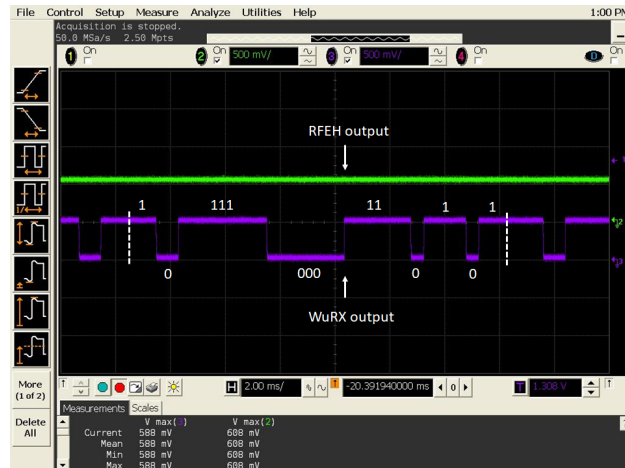 File Control Setup Measure Analyze Utilities Help 1:00 PM
Acquisition is stopped.
50.0 MSa/s 2.50 Mpts
1 On 2 On 500 mV/ 3 On 500 mV/ 4 On D On
RFEH output
1 111 11 1 1
0 000 0 0
WuRX output
More
(1 of 2)
Delete
All
H 2.00 ms/ -20.391940000 ms 0 T 1.308 V
Measurements Scales
V max(3) V max(2)
Current 588 mV 608 mV
Mean 588 mV 608 mV
Min 588 mV 608 mV
Max 588 mV 608 mV